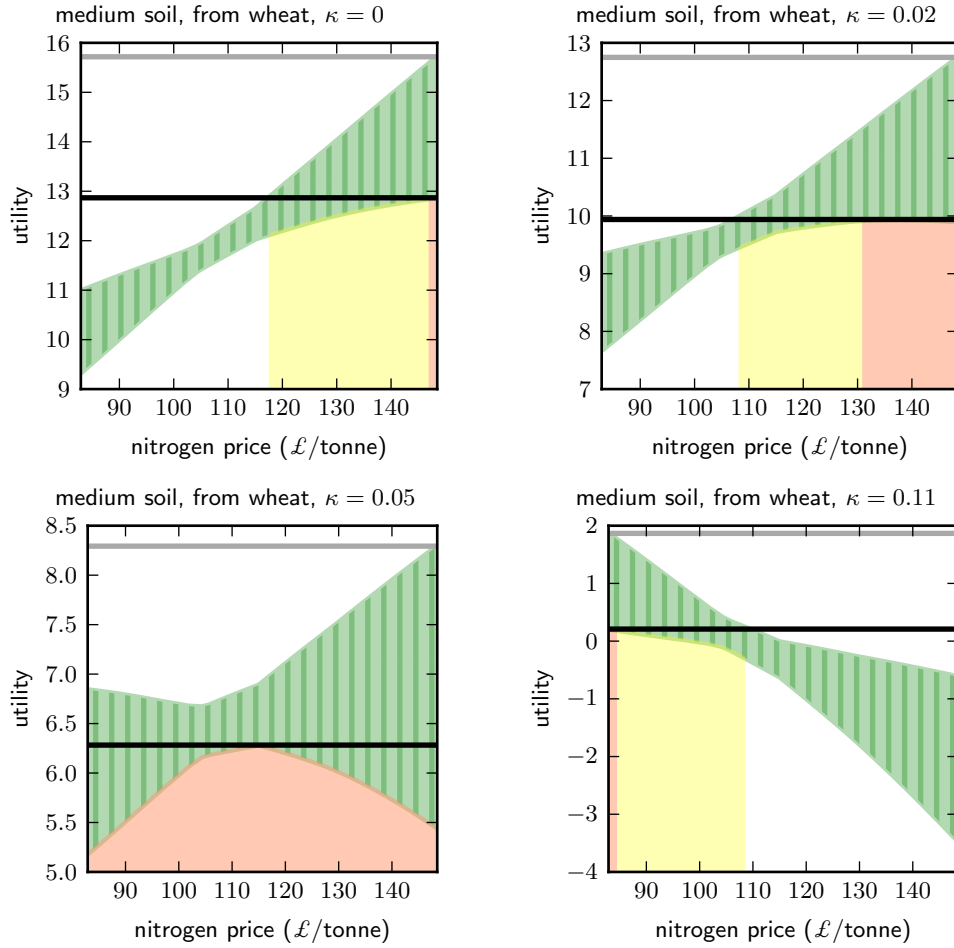 medium soil, from wheat, κ = 0
16
15
14
13
12
11
10
9
utility
90 100 110 120 130 140
nitrogen price (£/tonne)
medium soil, from wheat, κ = 0.02
13
12
11
10
9
8
7
utility
90 100 110 120 130 140
nitrogen price (£/tonne)
medium soil, from wheat, κ = 0.05
8.5
8.0
7.5
7.0
6.5
6.0
5.5
5.0
utility
90 100 110 120 130 140
nitrogen price (£/tonne)
medium soil, from wheat, κ = 0.11
2
1
0
−1
−2
−3
−4
utility
90 100 110 120 130 140
nitrogen price (£/tonne)